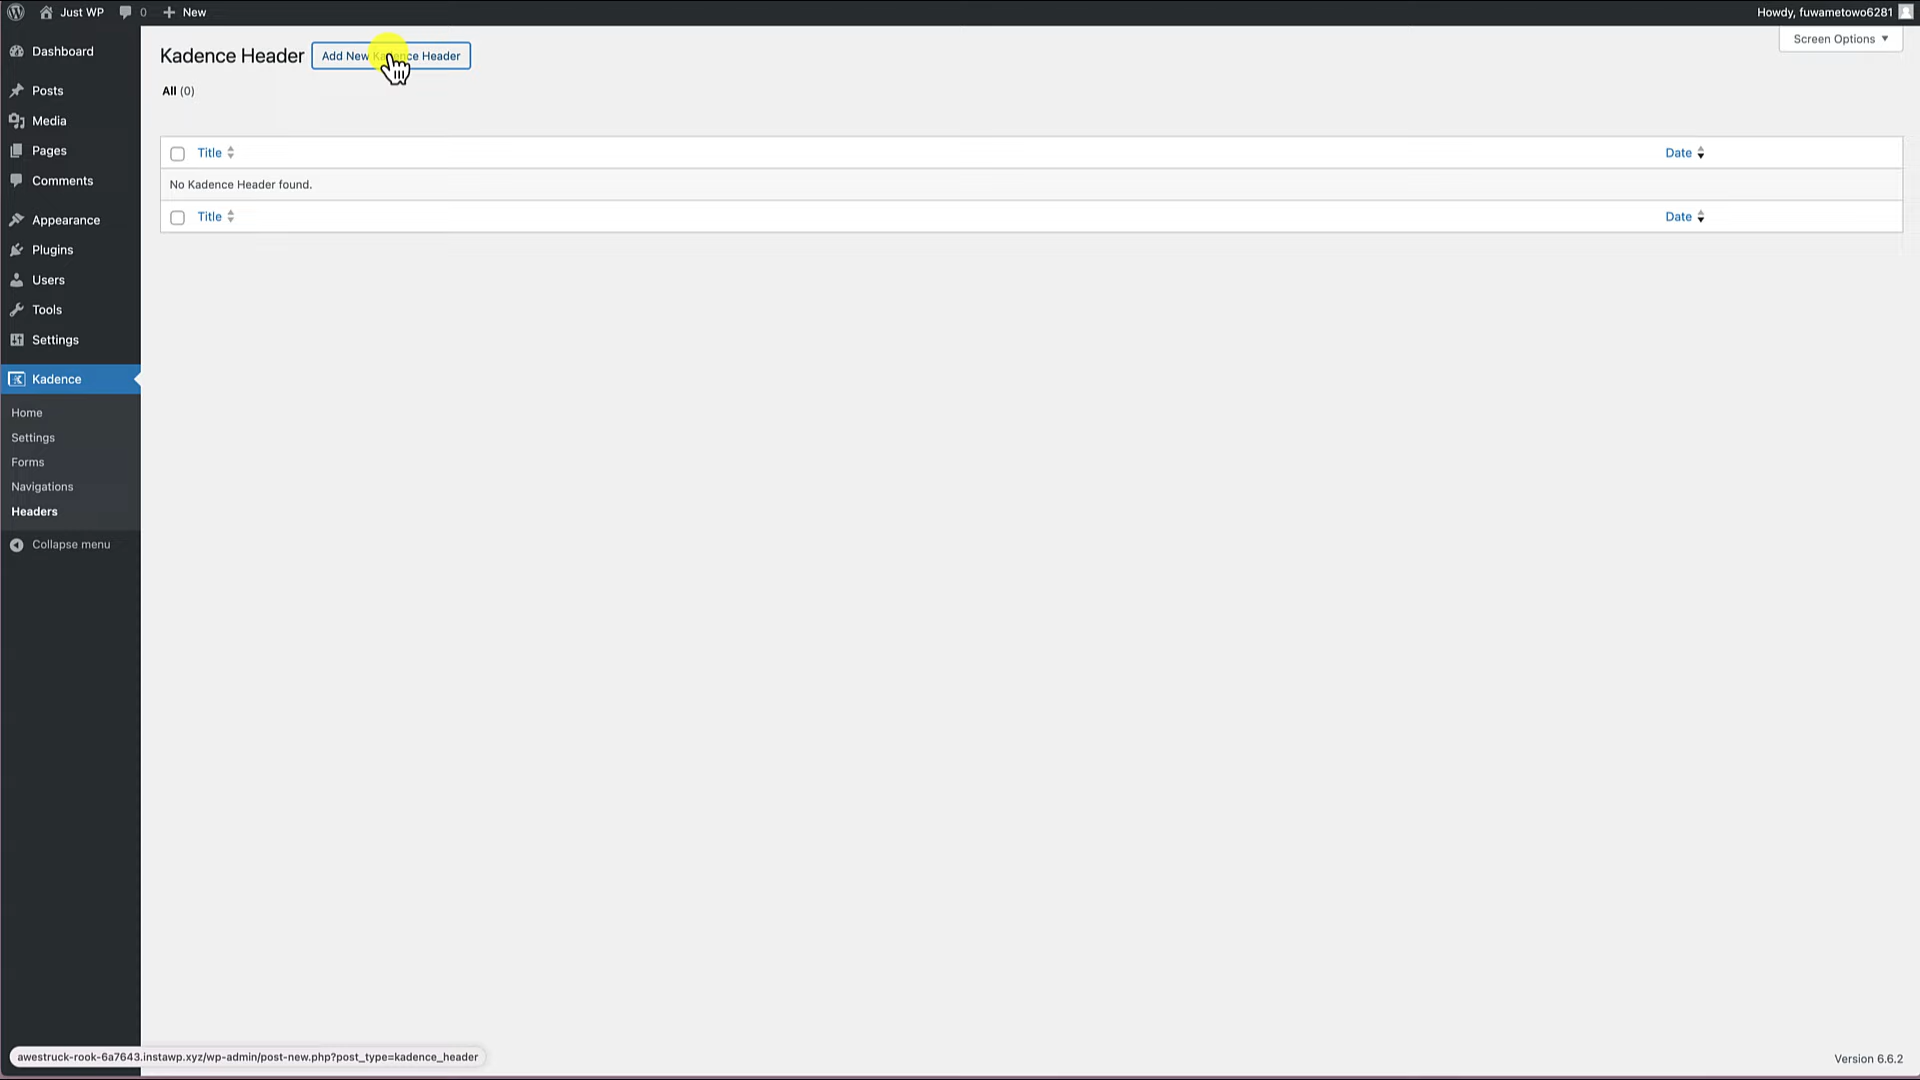 Just WP
0
New
Howdy, fuwametowo6281
Screen Options
Dashboard
Posts
Media
Pages
Comments
Appearance
Plugins
Users
Tools
Settings
Kadence
Home
Settings
Forms
Navigations
Headers
Collapse menu
Kadence Header
Add New Kadence Header
All (0)
Title
Date
No Kadence Header found.
Title
Date
awestruck-rook-6a7643.instawp.xyz/wp-admin/post-new.php?post_type=kadence_header
Version 6.6.2